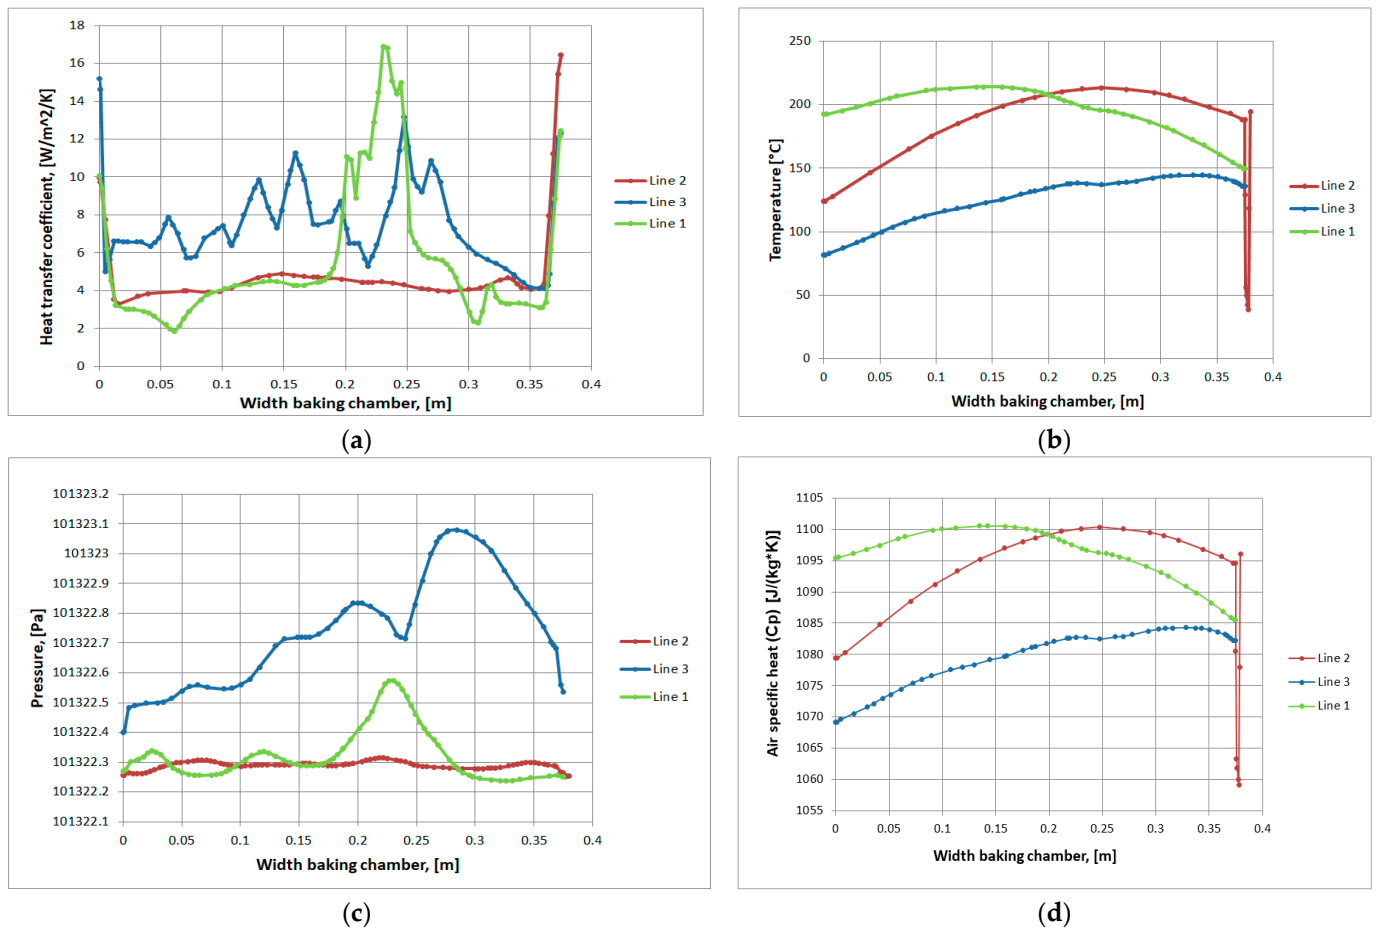 18
16
14
12
10
8
6
4
2
0
Heat transfer coefficient, [W/m^2/K]
0 0.05 0.1 0.15 0.2 0.25 0.3 0.35 0.4
Width baking chamber, [m]
Line 2
Line 3
Line 1
(a)
250
200
150
100
50
0
Temperature [°C]
0 0.05 0.1 0.15 0.2 0.25 0.3 0.35 0.4
Width baking chamber, [m]
Line 2
Line 3
Line 1
(b)
101323.2
101323.1
101323
101322.9
101322.8
101322.7
101322.6
101322.5
101322.4
101322.3
101322.2
101322.1
Pressure, [Pa]
0 0.05 0.1 0.15 0.2 0.25 0.3 0.35 0.4
Width baking chamber, [m]
Line 2
Line 3
Line 1
(c)
1105
1100
1095
1090
1085
1080
1075
1070
1065
1060
1055
Air specific heat (Cp) [J/(kg*K)]
0 0.05 0.1 0.15 0.2 0.25 0.3 0.35 0.4
Width baking chamber, [m]
Line 2
Line 3
Line 1
(d)